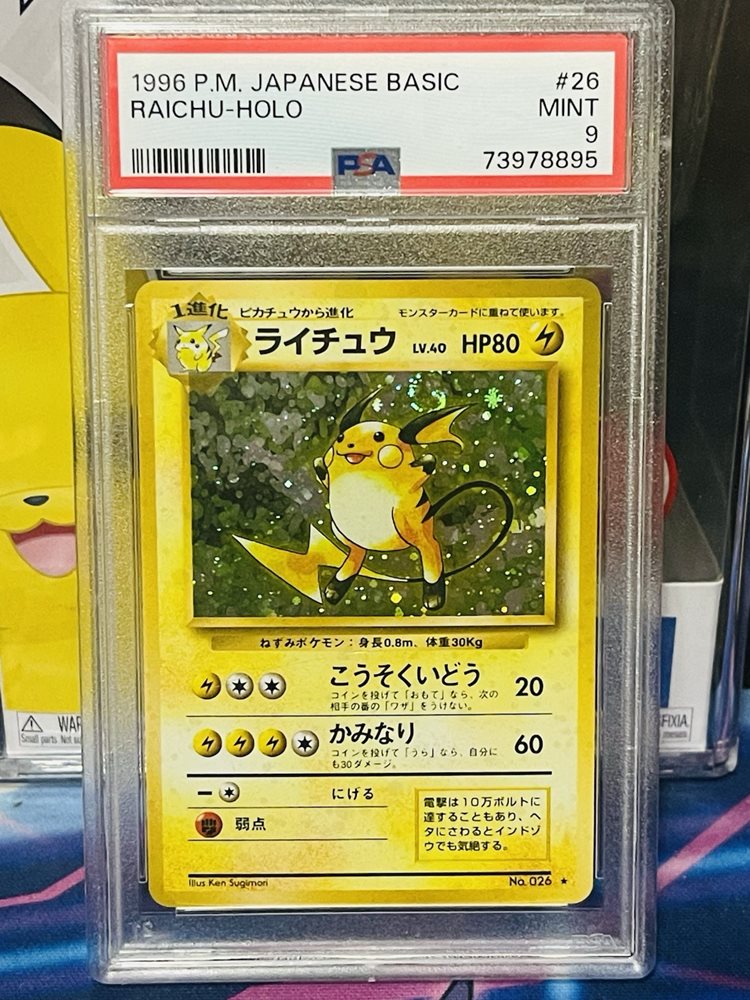 1996 P.M. JAPANESE BASIC #26
RAICHU-HOLO MINT
9
PSA 73978895
1進化 ピカチュウから進化 モンスターカードに重ねて使います。
ライチュウ LV.40 HP80
ねずみポケモン：身長0.8m、体重30Kg
こうそくいどう 20
コインを投げて「おもて」なら、次の
相手の番の「ワザ」をうけない。
かみなり 60
コインを投げて「うら」なら、自分に
も30ダメージ。
にげる
弱点
電撃は10万ボルトに
達することもあり、ヘ
タにさわるとインドゾ
ウでも気絶する。
Illus. Ken Sugimori No. 026 ★
Small parts